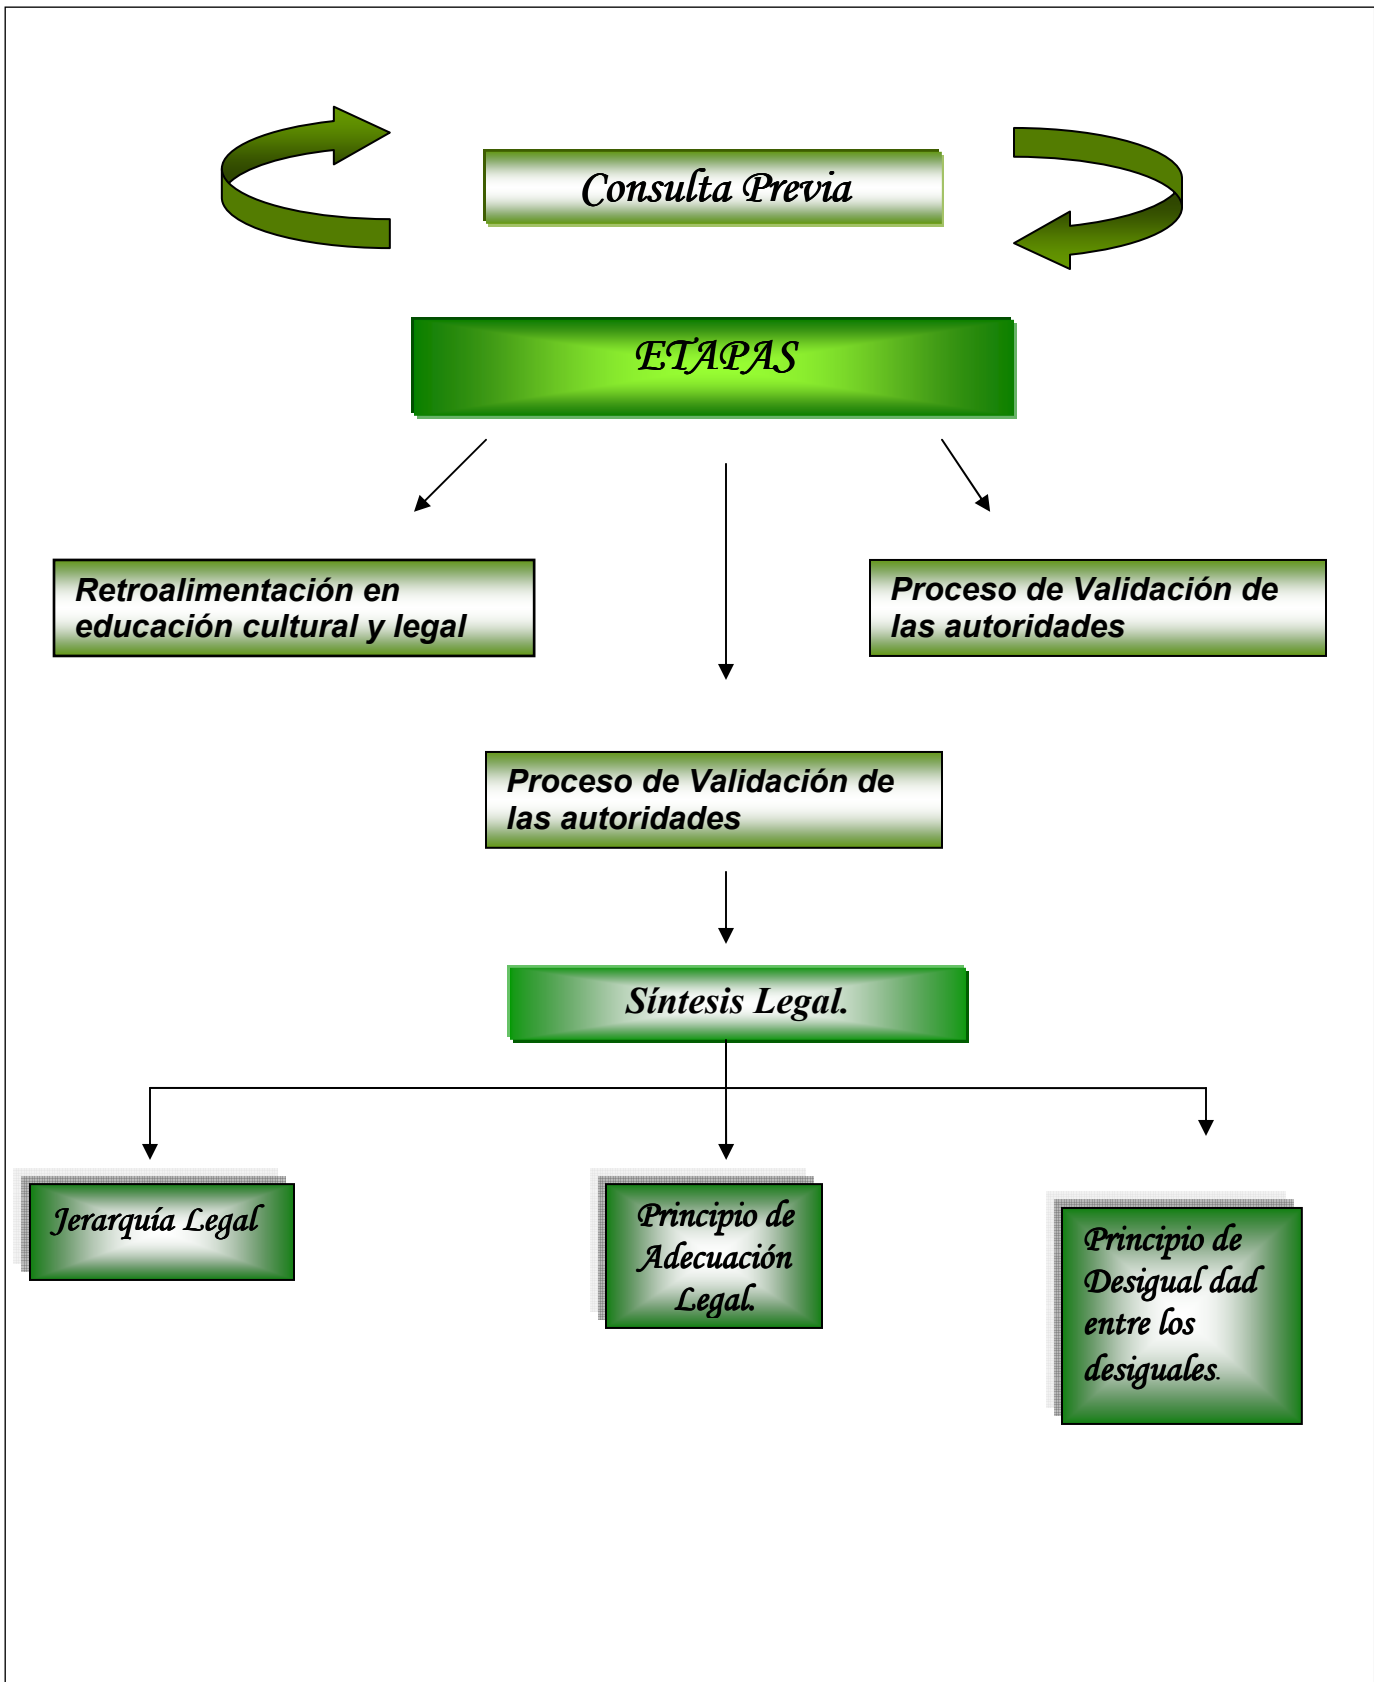 Consulta Previa
ETAPAS
Retroalimentación en
educación cultural y legal
Proceso de Validación de
las autoridades
Proceso de Validación de
las autoridades
Síntesis Legal.
Jerarquía Legal
Principio de
Adecuación
Legal.
Principio de
Desigual dad
entre los
desiguales.